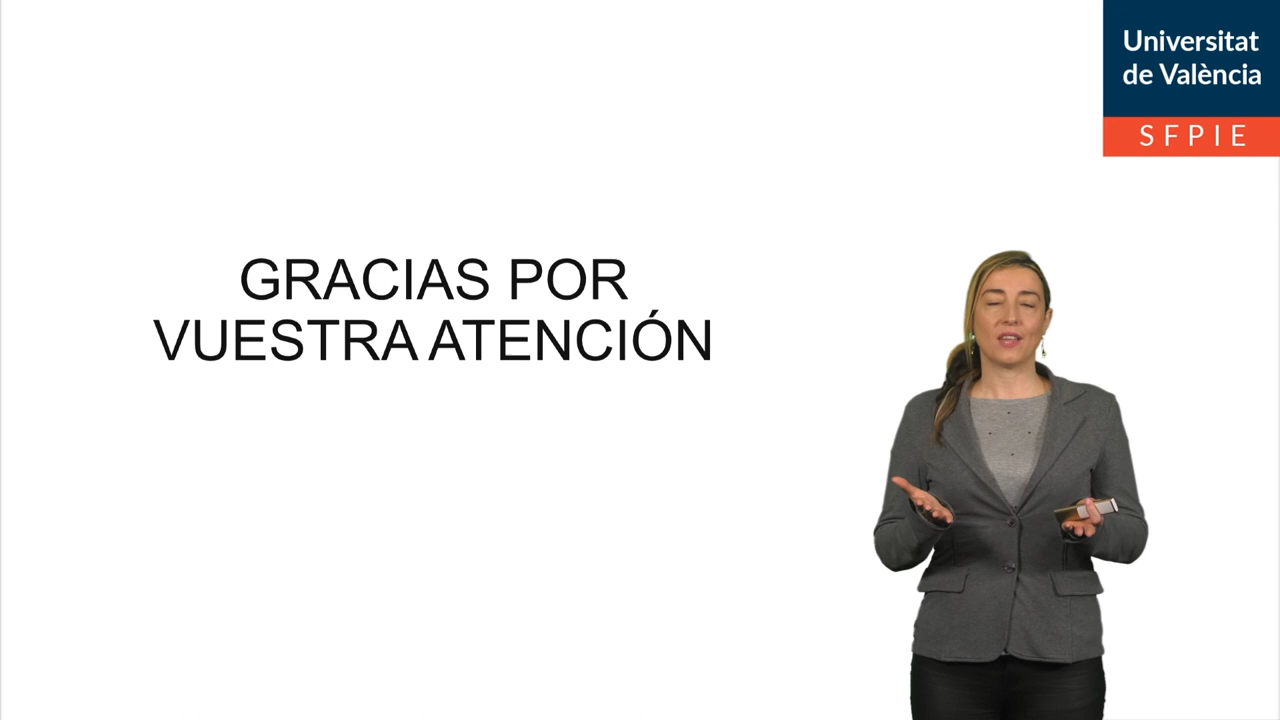 Universitat
de València
SFPIE
GRACIAS POR
VUESTRA ATENCIÓN